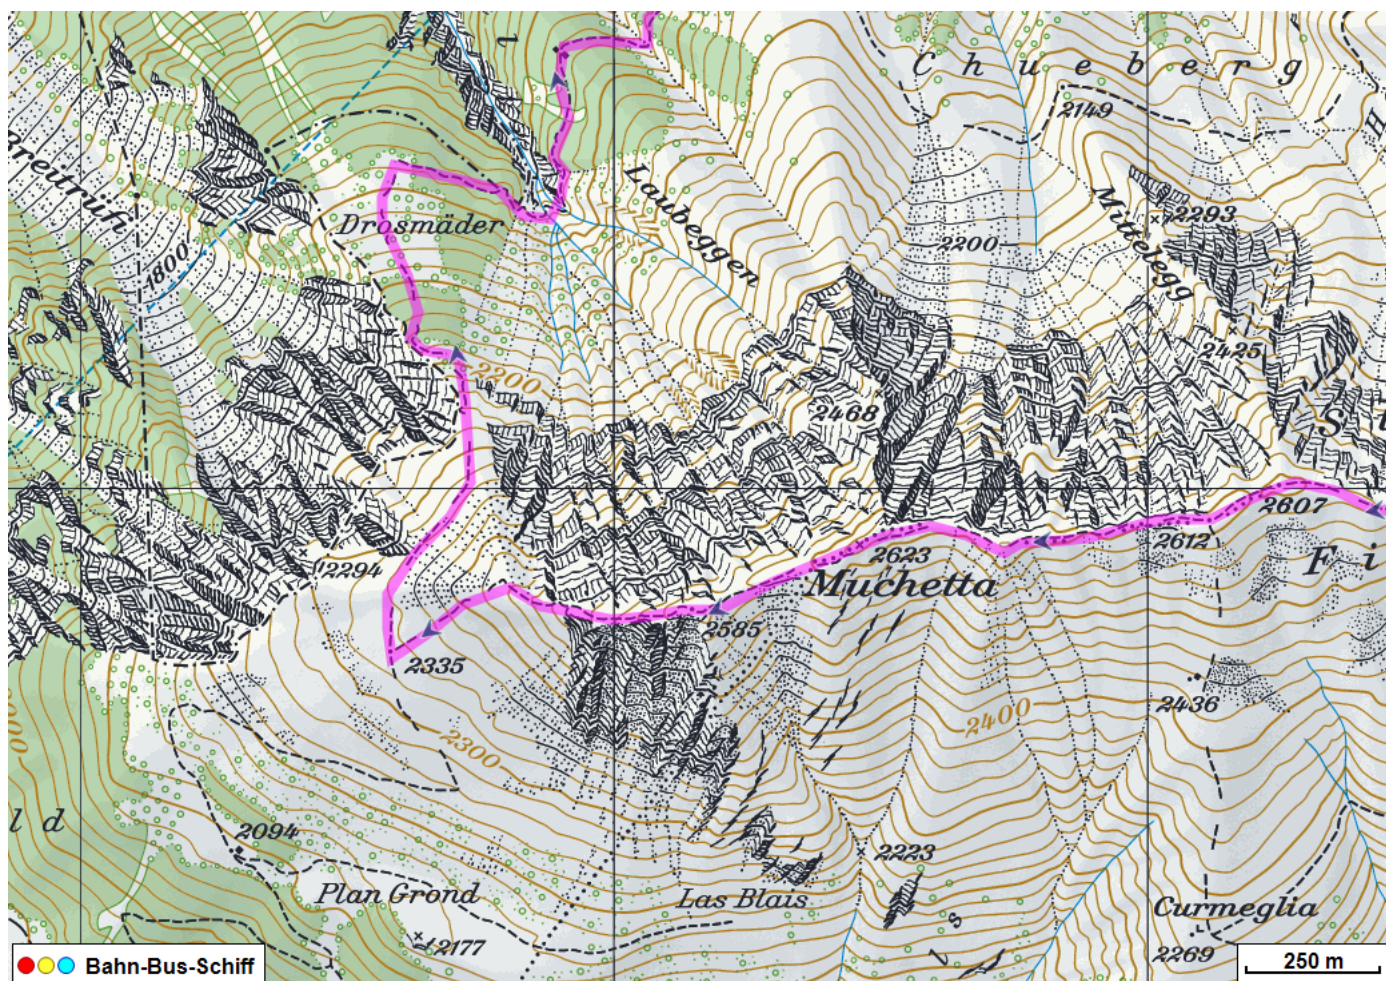 l
Chueberg
2149
H
Breitrüfi
Laubeggen
Drosmäder
Mittelegg
2293
2200
1800
2425
2200
2468
S i
2607
2612
F i
2623
Muchetta
2294
2585
2335
2436
2400
2300
l d
2094
2223
Plan Grond
Las Blais
Curmeglia
l s
2177
2269
Bahn-Bus-Schiff
250 m